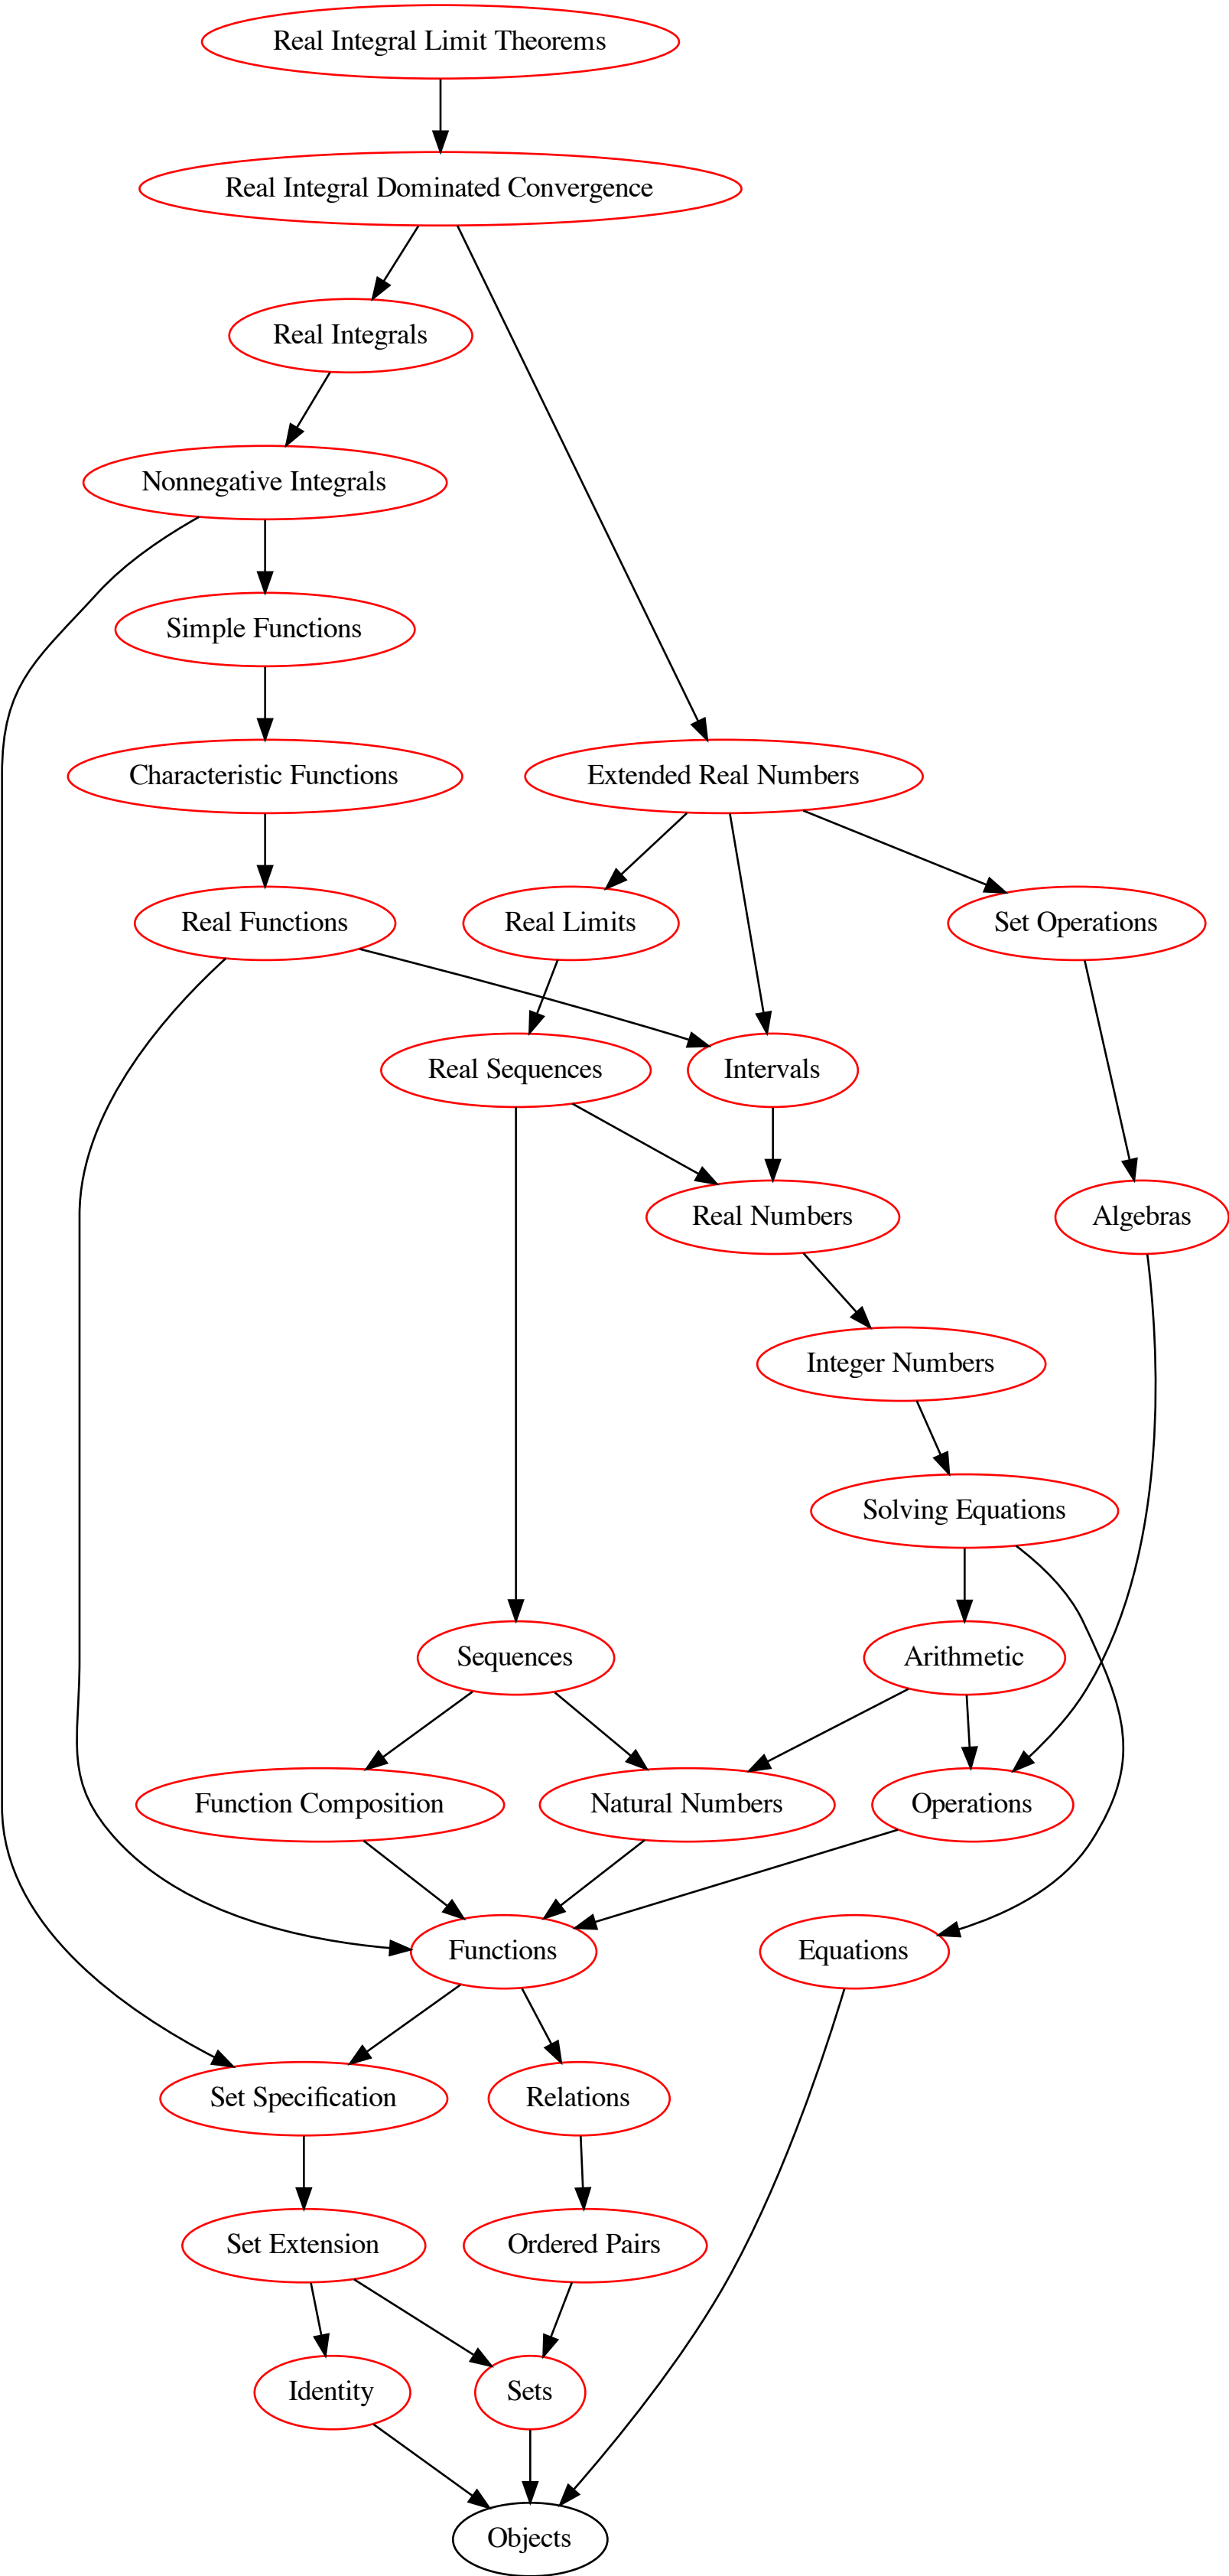 Real Integral Limit Theorems
Real Integral Dominated Convergence
Real Integrals
Nonnegative Integrals
Simple Functions
Characteristic Functions
Extended Real Numbers
Real Functions
Real Limits
Set Operations
Real Sequences
Intervals
Real Numbers
Algebras
Integer Numbers
Solving Equations
Sequences
Arithmetic
Function Composition
Natural Numbers
Operations
Functions
Equations
Set Specification
Relations
Set Extension
Ordered Pairs
Identity
Sets
Objects